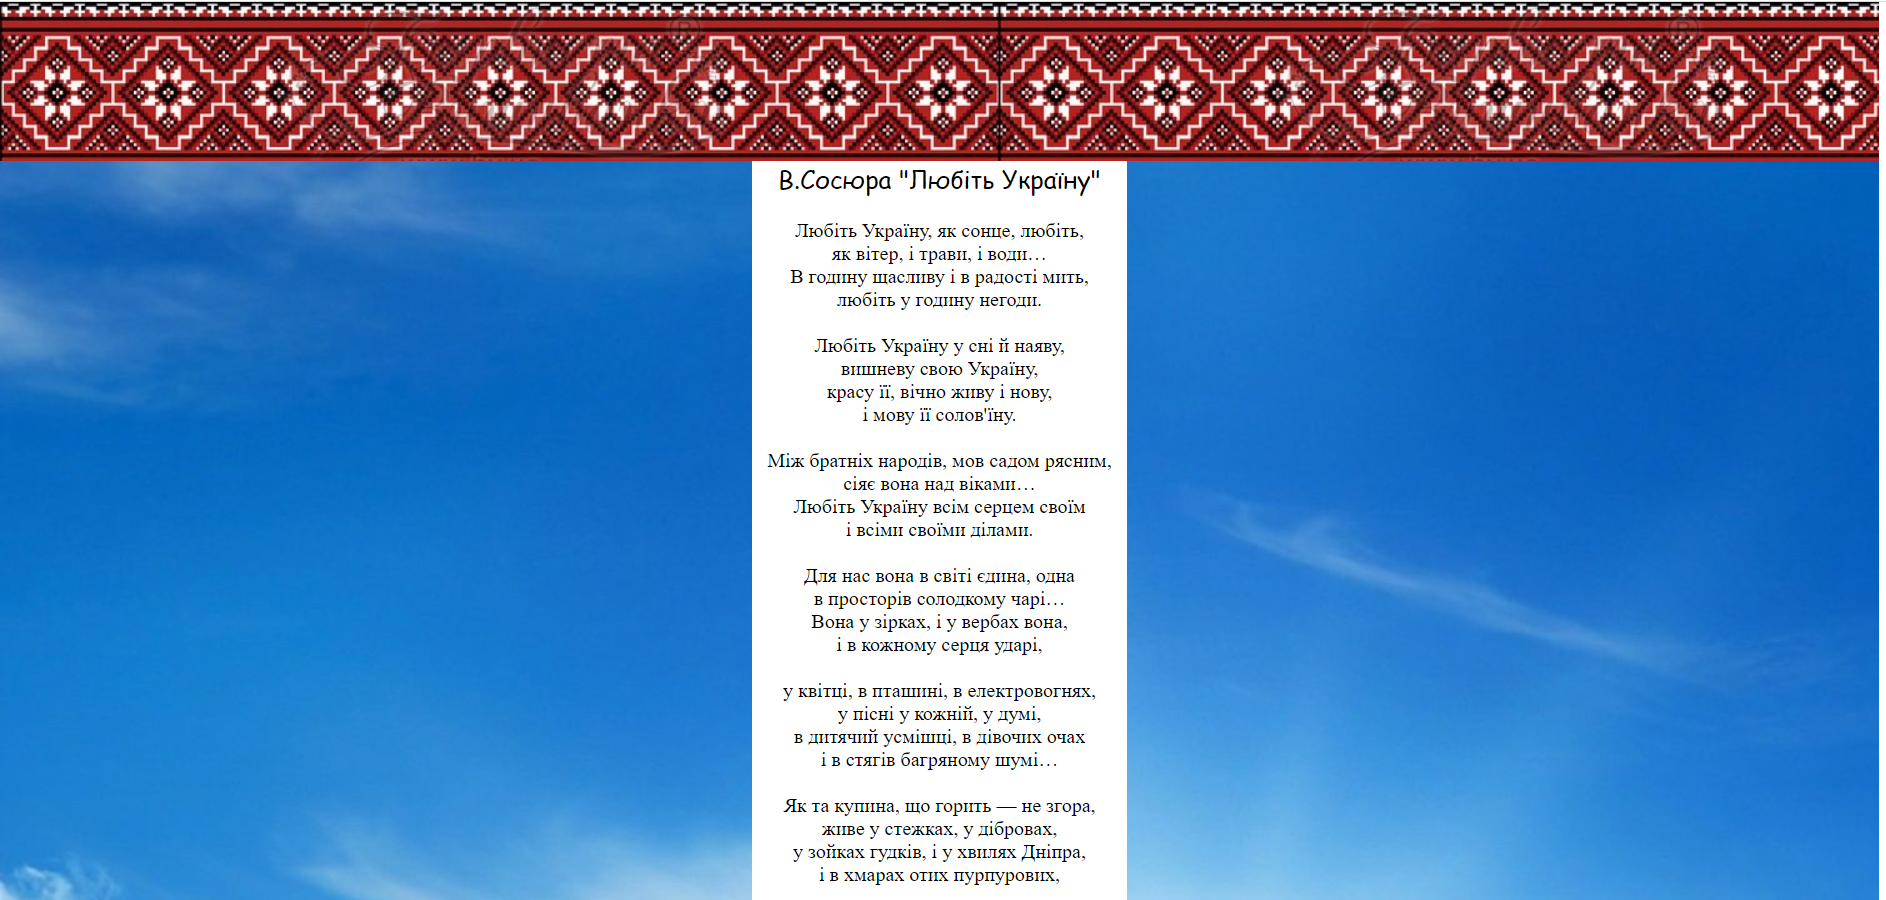 В.Сосюра "Любіть Україну"
Любіть Україну, як сонце, любіть,
як вітер, і трави, і води…
В годину щасливу і в радості мить,
любіть у годину негоди.
Любіть Україну у сні й наяву,
вишневу свою Україну,
красу її, вічно живу і нову,
і мову її солов'їну.
Між братніх народів, мов садом рясним,
сіяє вона над віками…
Любіть Україну всім серцем своїм
і всіми своїми ділами.
Для нас вона в світі єдина, одна
в просторів солодкому чарі…
Вона у зірках, і у вербах вона,
і в кожному серця ударі,
у квітці, в пташині, в електровогнях,
у пісні у кожній, у думі,
в дитячий усмішці, в дівочих очах
і в стягів багряному шумі…
Як та купина, що горить — не згора,
живе у стежках, у дібровах,
у зойках гудків, і у хвилях Дніпра,
і в хмарах отих пурпурових,